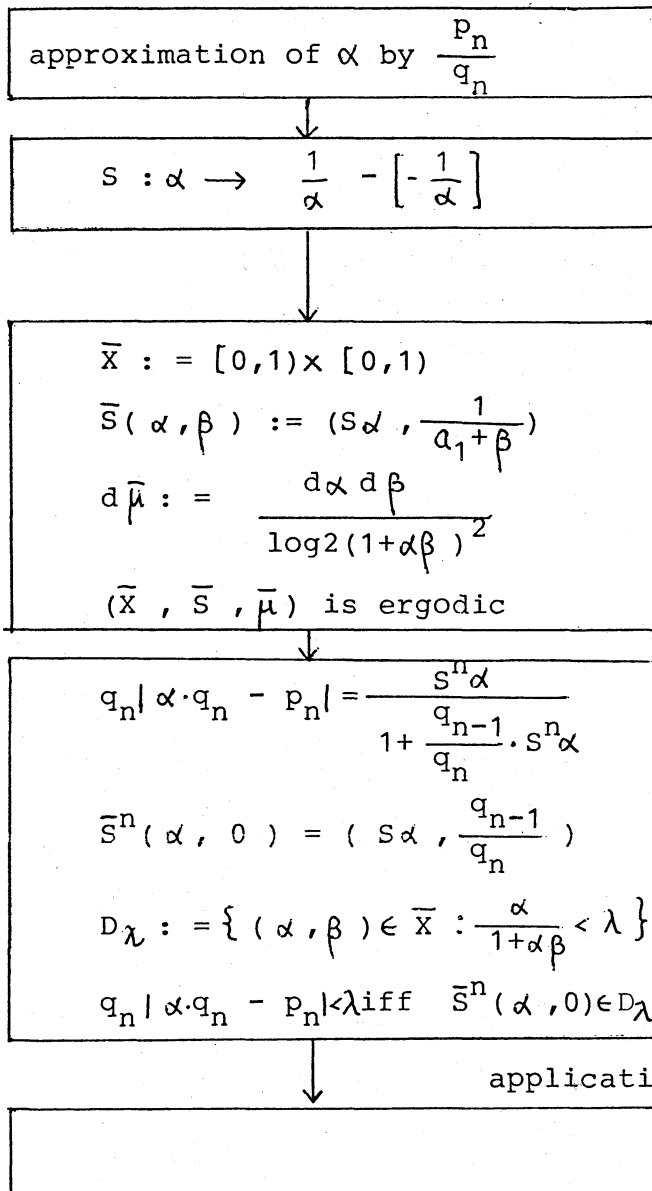 approximation of α by p_n/q_n
S : α → 1/α - [-1/α]
X̄ : = [0,1)× [0,1)
S̄(α,β) := (Sα, 1/(a_1+β))
dμ̄ : = dα dβ / log2(1+αβ)^2
(X̄, S̄, μ̄) is ergodic
q_n|α·q_n - p_n| = S^nα / (1+ q_{n-1}/q_n · S^nα)
S̄^n(α, 0) = (Sα, q_{n-1}/q_n)
D_λ : = {(α,β)∈ X̄ : α/(1+αβ) < λ}
q_n|α·q_n - p_n|<λ iff S̄^n(α,0)∈D_λ
applicati